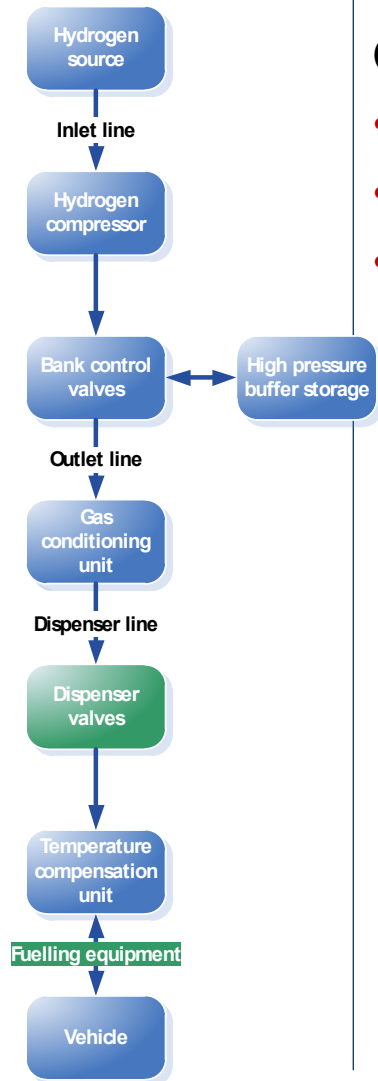 Hydrogen
source
Inlet line
Hydrogen
compressor
Bank control
valves
High pressure
buffer storage
Outlet line
Gas
conditioning
unit
Dispenser line
Dispenser
valves
Temperature
compensation
unit
Fuelling equipment
Vehicle